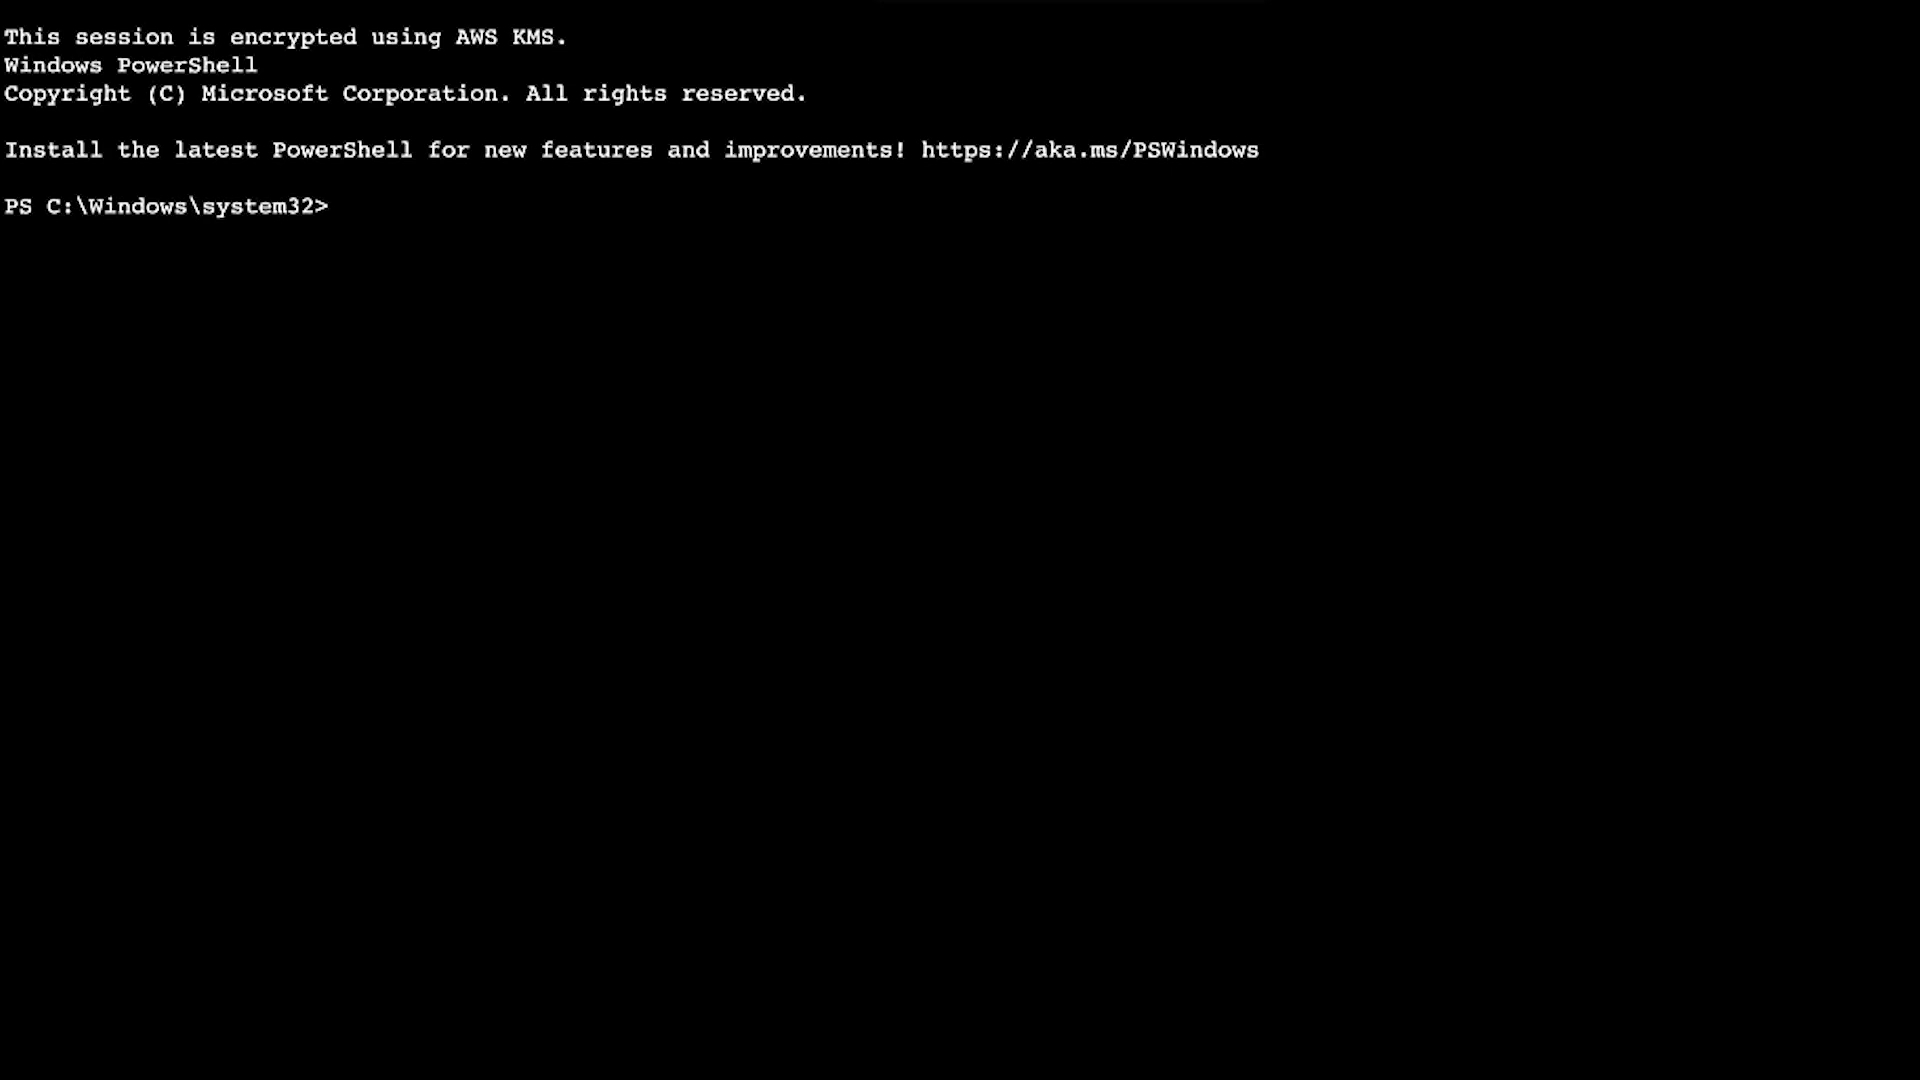 This session is encrypted using AWS KMS.
Windows PowerShell
Copyright (C) Microsoft Corporation. All rights reserved.
Install the latest PowerShell for new features and improvements! https://aka.ms/PSWindows
PS C:\Windows\system32>